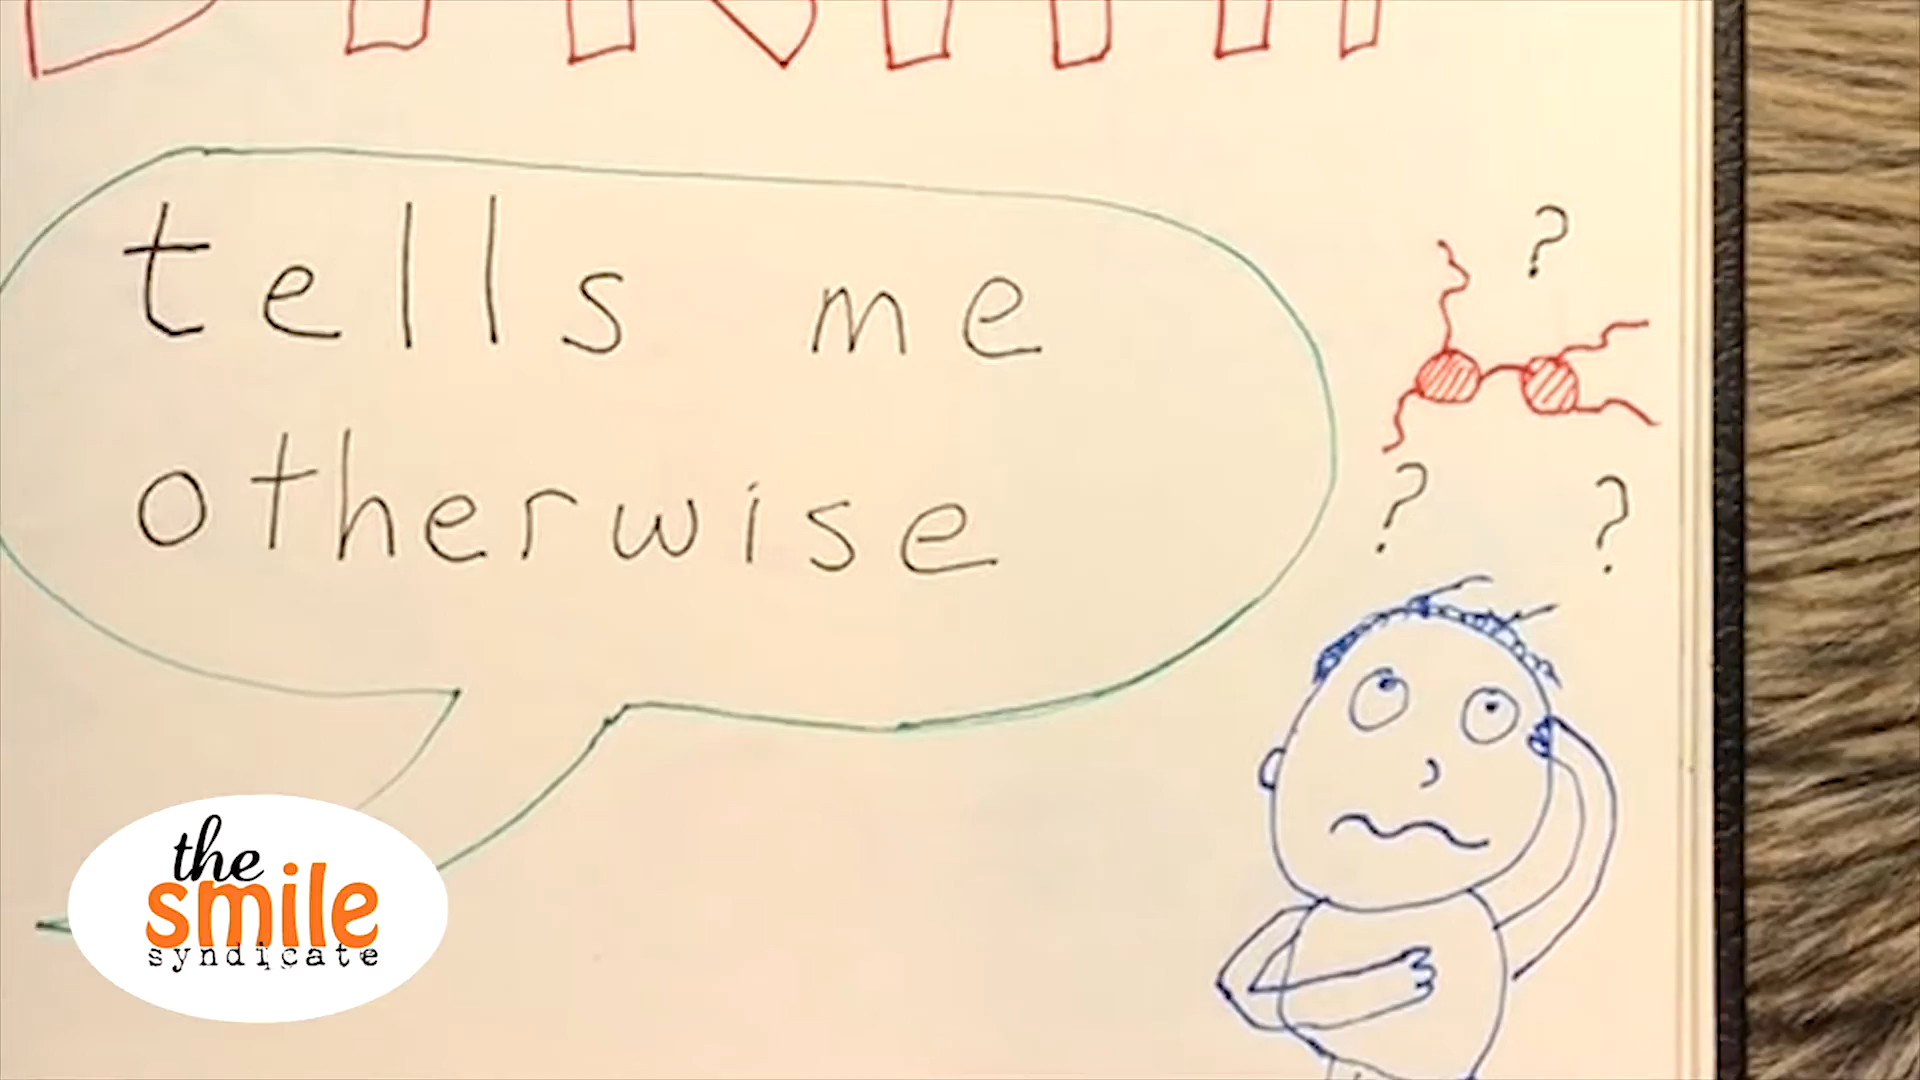 tells me
otherwise
?
?
?
the
smile
syndicate